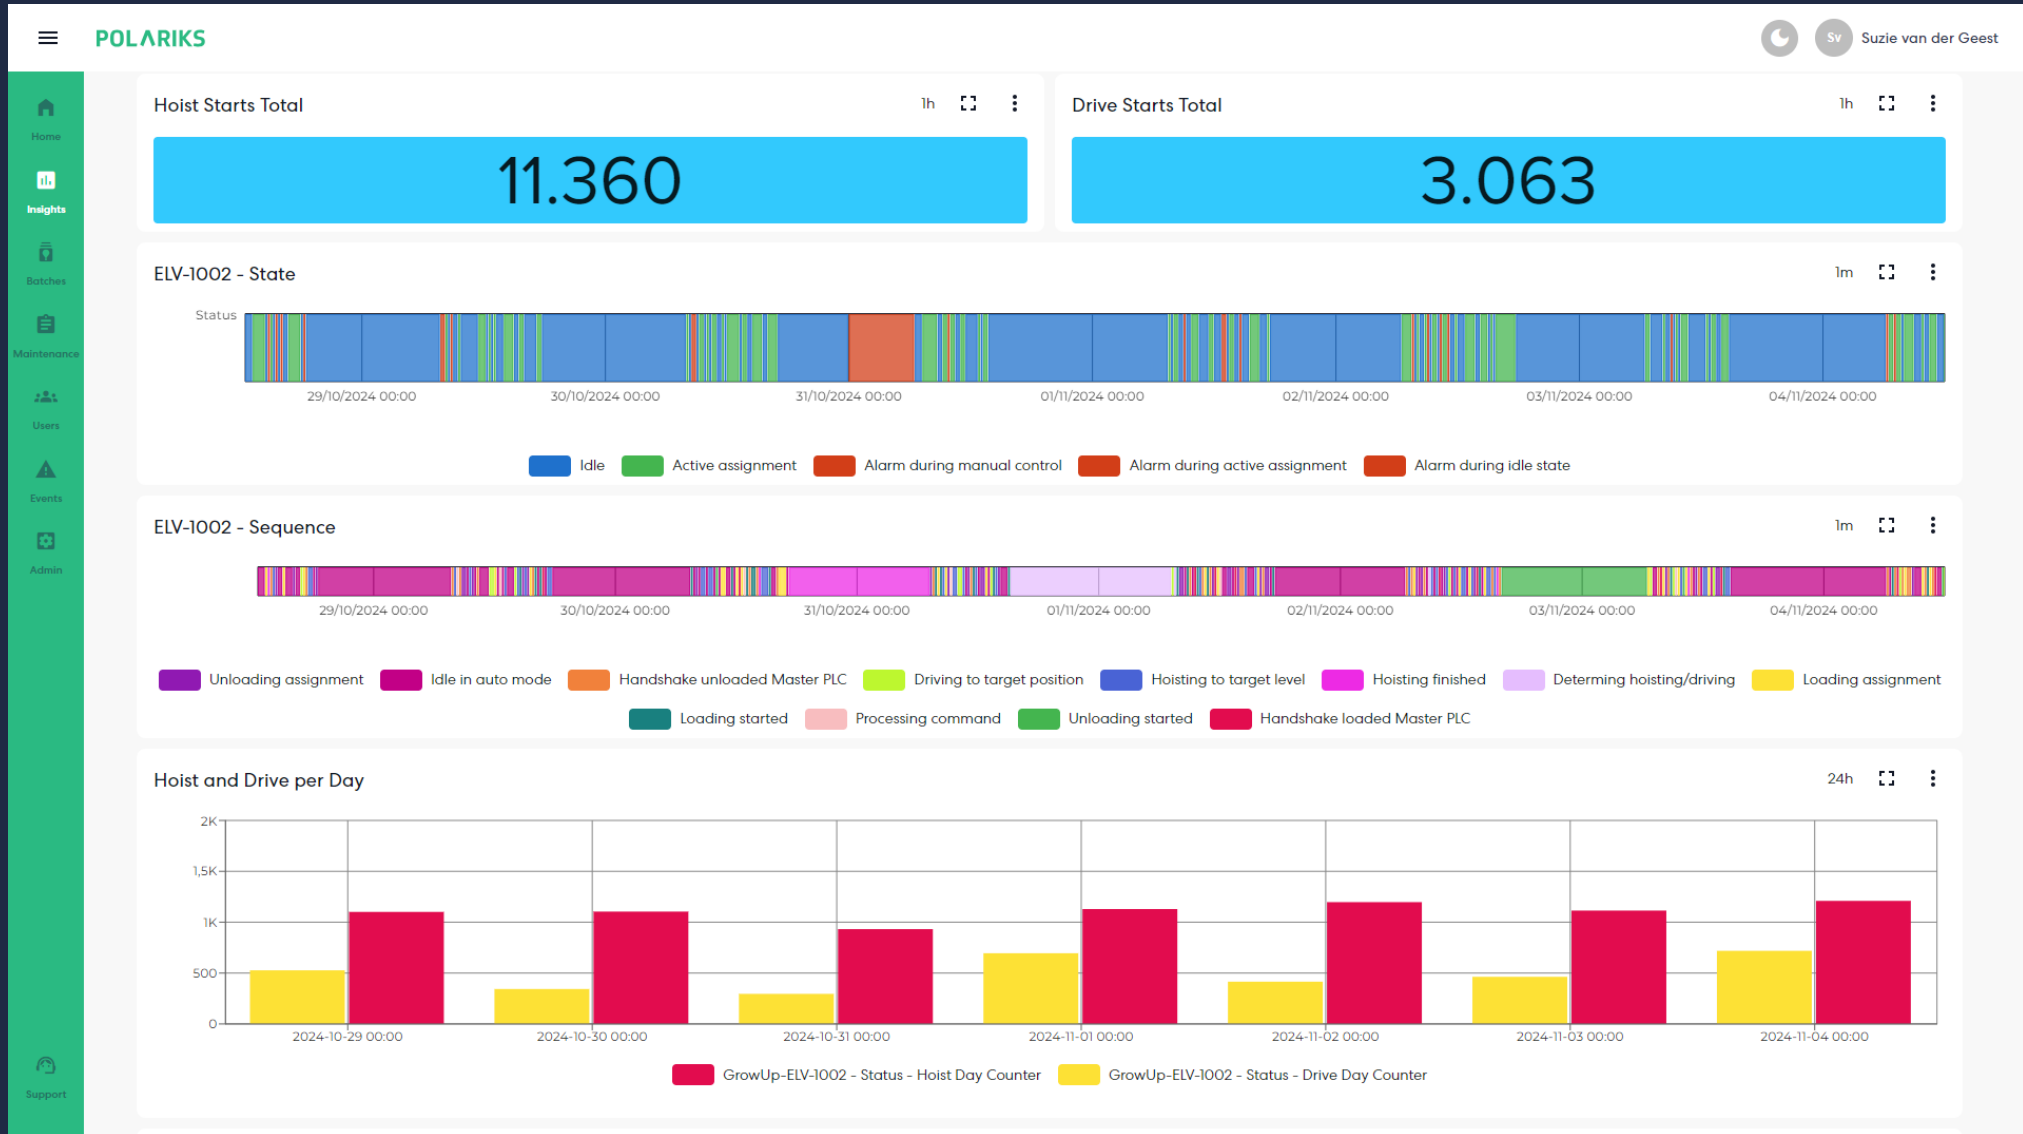 POLARIKS
Sv Suzie van der Geest
Home
Insights
Batches
Maintenance
Users
Events
Admin
Support
Hoist Starts Total 1h
11.360
Drive Starts Total 1h
3.063
ELV-1002 - State 1m
Status
29/10/2024 00:00 30/10/2024 00:00 31/10/2024 00:00 01/11/2024 00:00 02/11/2024 00:00 03/11/2024 00:00 04/11/2024 00:00
Idle Active assignment Alarm during manual control Alarm during active assignment Alarm during idle state
ELV-1002 - Sequence 1m
29/10/2024 00:00 30/10/2024 00:00 31/10/2024 00:00 01/11/2024 00:00 02/11/2024 00:00 03/11/2024 00:00 04/11/2024 00:00
Unloading assignment Idle in auto mode Handshake unloaded Master PLC Driving to target position Hoisting to target level Hoisting finished Determing hoisting/driving Loading assignment
Loading started Processing command Unloading started Handshake loaded Master PLC
Hoist and Drive per Day 24h
2K
1,5K
1K
500
0
2024-10-29 00:00 2024-10-30 00:00 2024-10-31 00:00 2024-11-01 00:00 2024-11-02 00:00 2024-11-03 00:00 2024-11-04 00:00
GrowUp-ELV-1002 - Status - Hoist Day Counter GrowUp-ELV-1002 - Status - Drive Day Counter